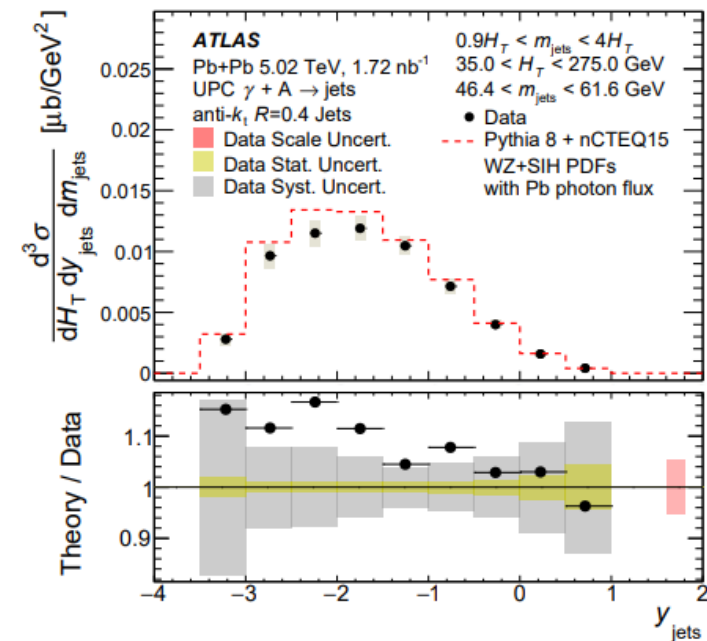 ATLAS
Pb+Pb 5.02 TeV, 1.72 nb⁻¹
UPC γ + A → jets
anti-kₜ R=0.4 Jets
Data Scale Uncert.
Data Stat. Uncert.
Data Syst. Uncert.
0.9H_T < m_jets < 4H_T
35.0 < H_T < 275.0 GeV
46.4 < m_jets < 61.6 GeV
Data
Pythia 8 + nCTEQ15
WZ+SIH PDFs
with Pb photon flux
d³σ
dH_T dy_jets dm_jets
[μb/GeV²]
0.025
0.02
0.015
0.01
0.005
0
Theory / Data
1.1
1
0.9
−4 −3 −2 −1 0 1 2
y_jets